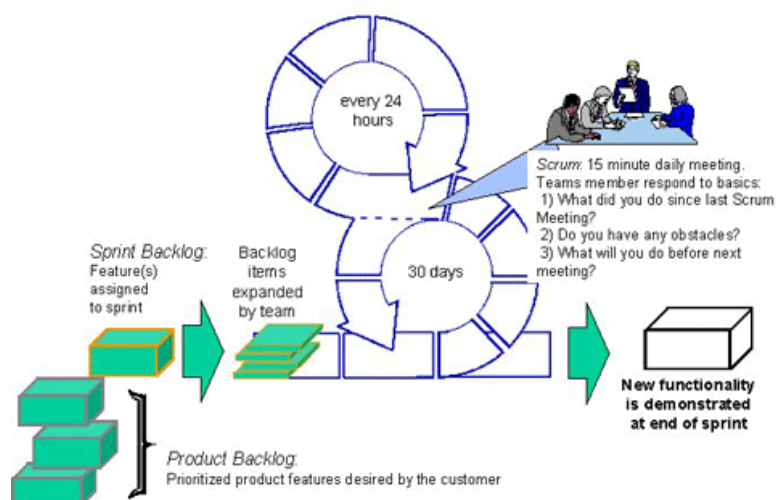 every 24
hours
Scrum: 15 minute daily meeting.
Teams member respond to basics:
1) What did you do since last Scrum
Meeting?
2) Do you have any obstacles?
3) What will you do before next
meeting?
Sprint Backlog:
Feature(s)
assigned
to sprint
Backlog
items
expanded
by team
30 days
New functionality
is demonstrated
at end of sprint
Product Backlog:
Prioritized product features desired by the customer